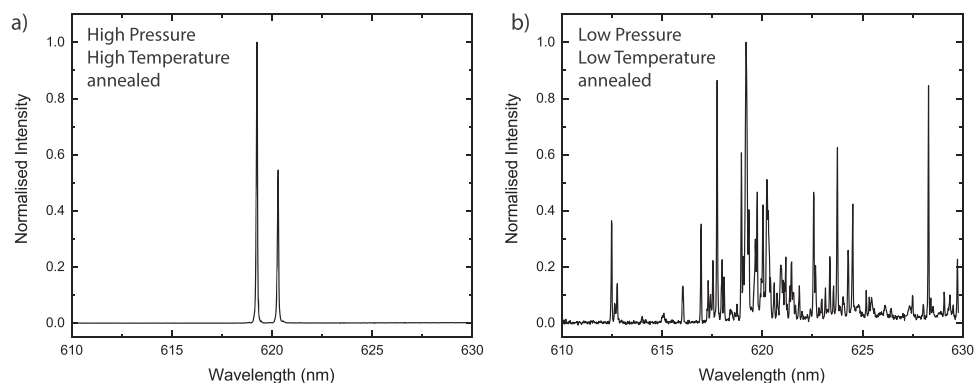 a)
High Pressure
High Temperature
annealed
1.0
0.8
0.6
0.4
0.2
0.0
Normalised Intensity
610 615 620 625 630
Wavelength (nm)
b)
Low Pressure
Low Temperature
annealed
1.0
0.8
0.6
0.4
0.2
0.0
Normalised Intensity
610 615 620 625 630
Wavelength (nm)